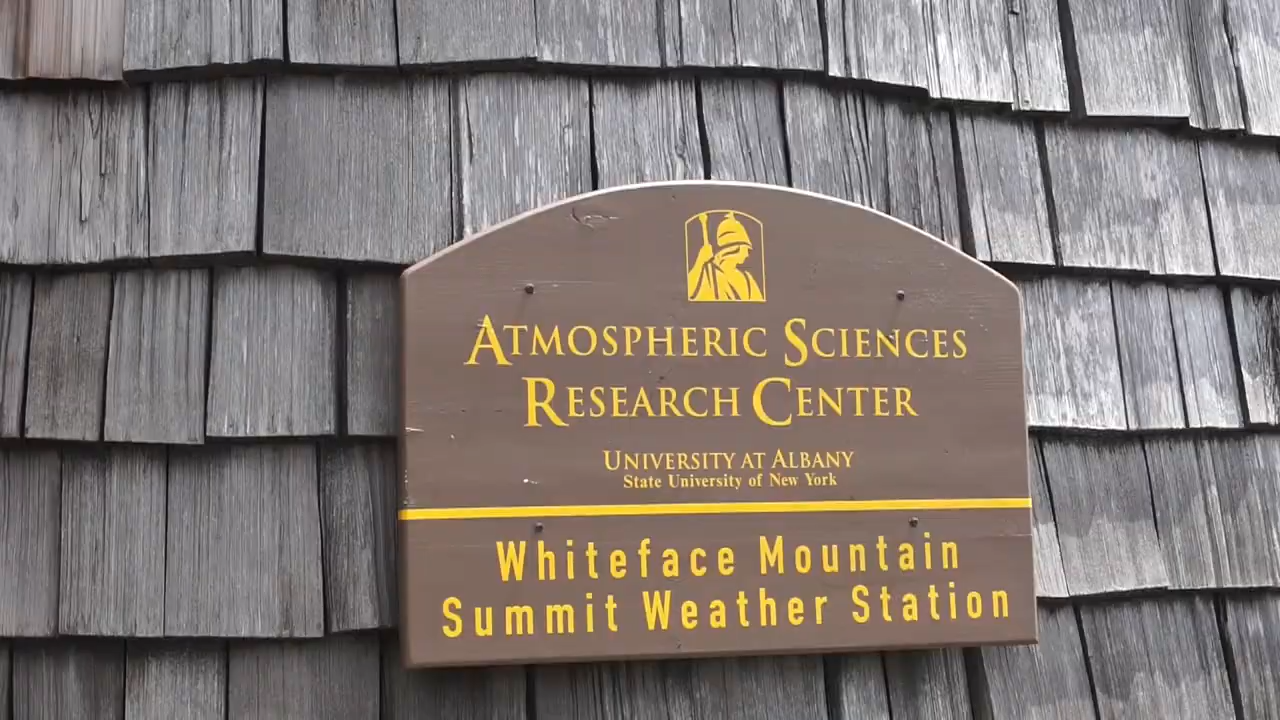 Atmospheric Sciences
Research Center
University at Albany
State University of New York
Whiteface Mountain
Summit Weather Station